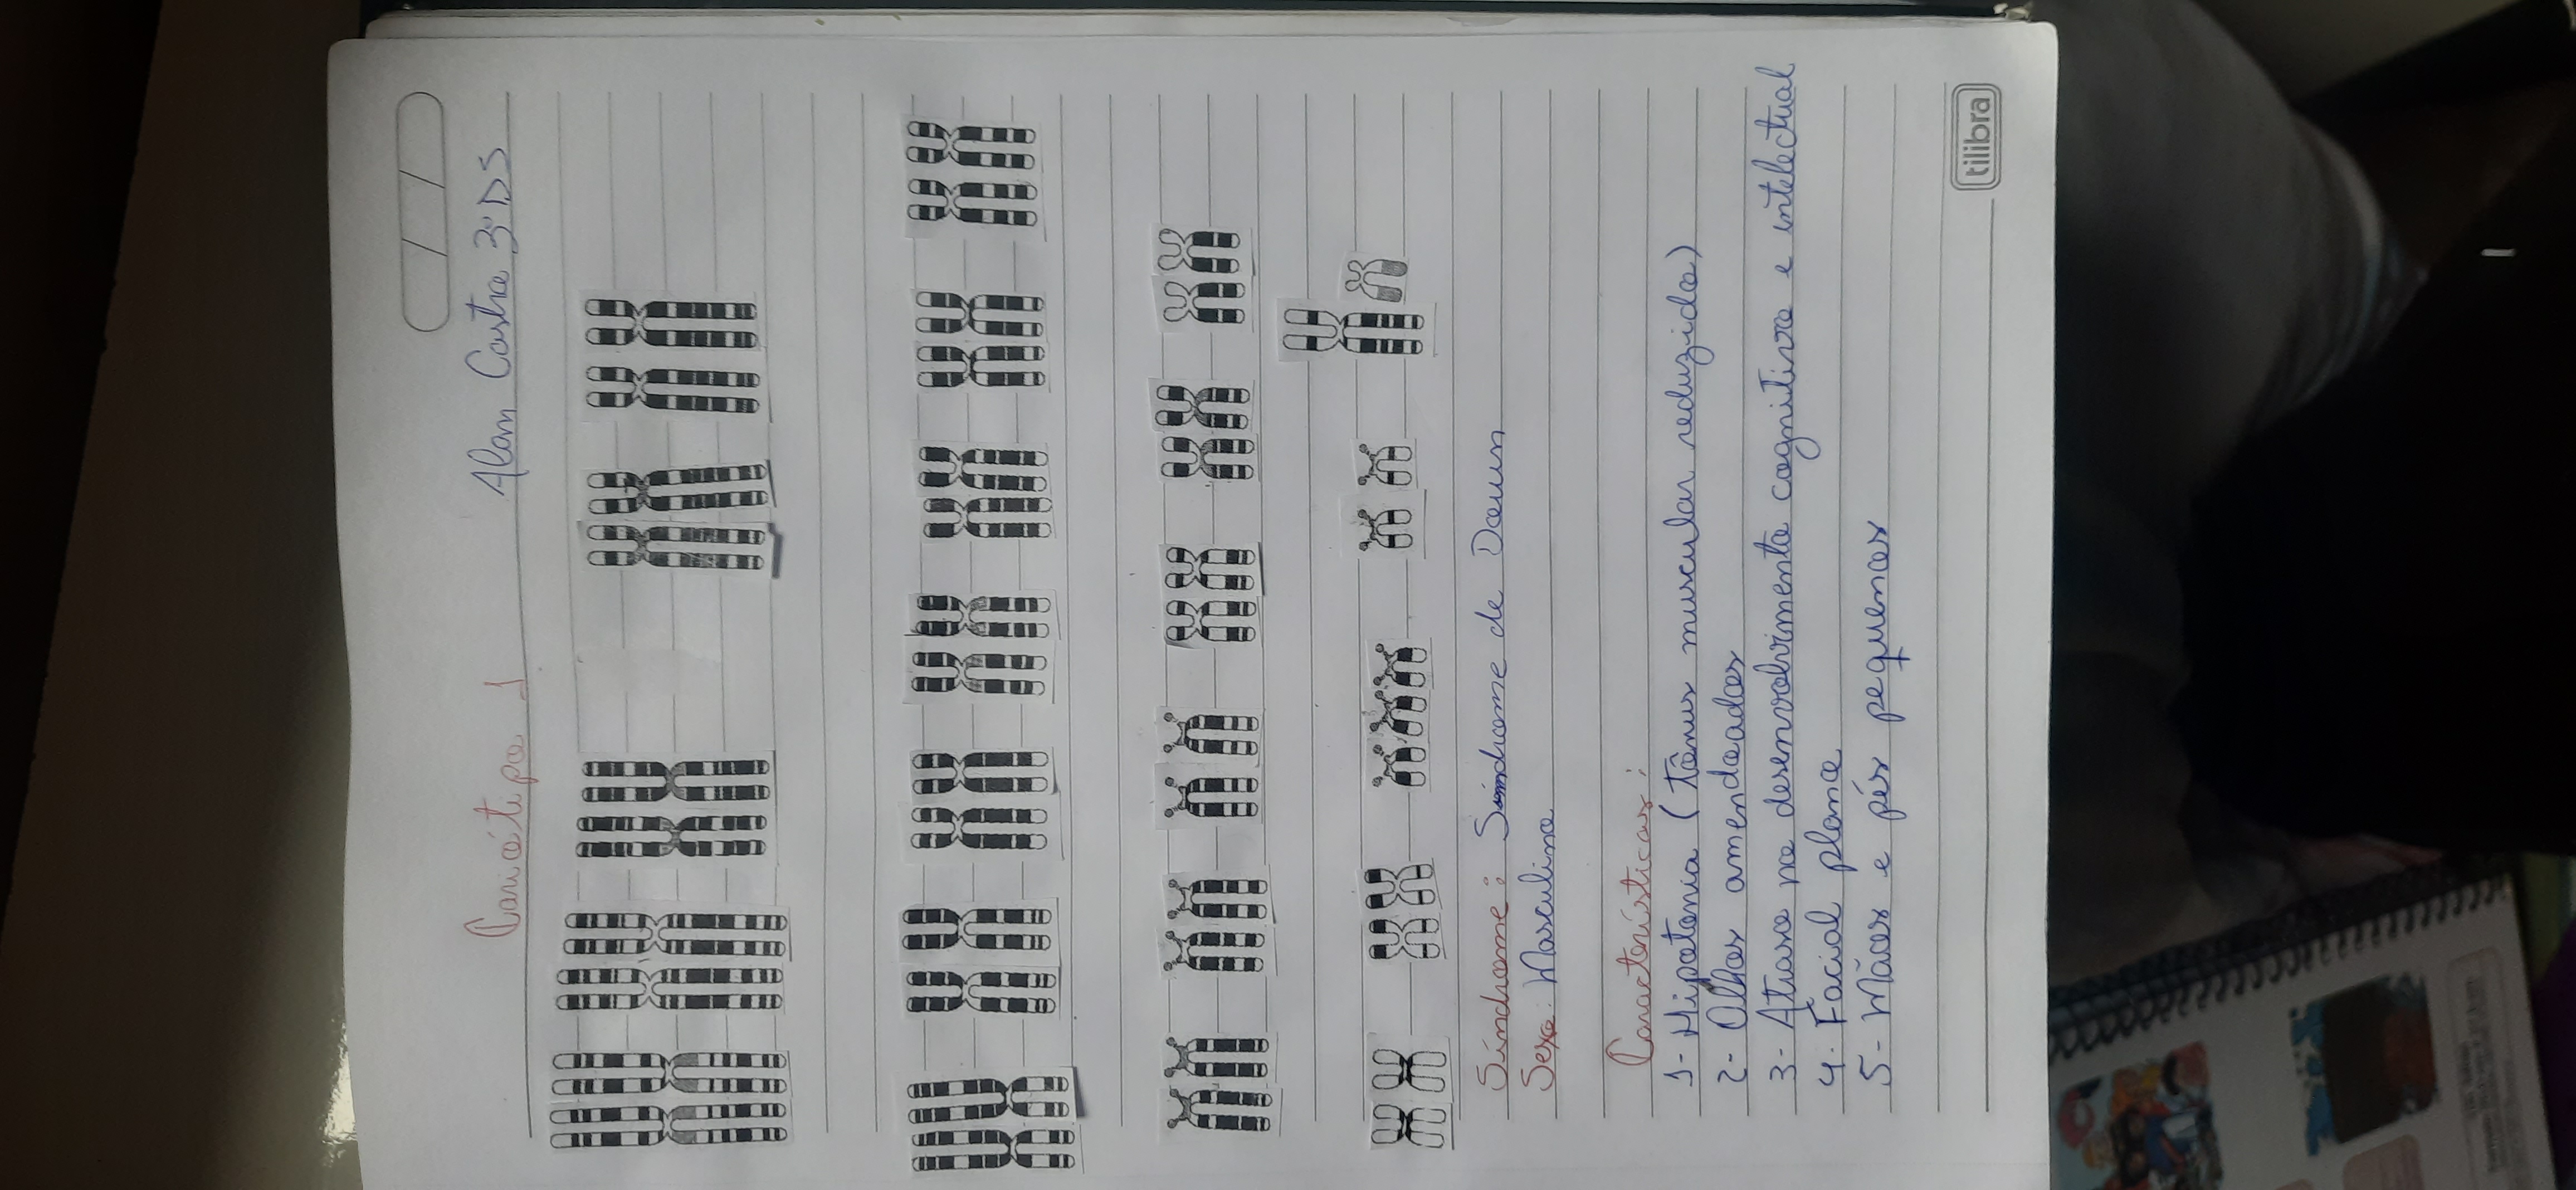 Cariótipo 1
Alan Castro 3º DS
Síndrome: Síndrome de Down
Sexo: Masculino
Características:
1- Hipotonia (tônus muscular reduzido)
2- Olhos amendoados
3- Atraso no desenvolvimento cognitivo e intelectual
4- Facial plano
5- Mãos e pés pequenos
tilibra